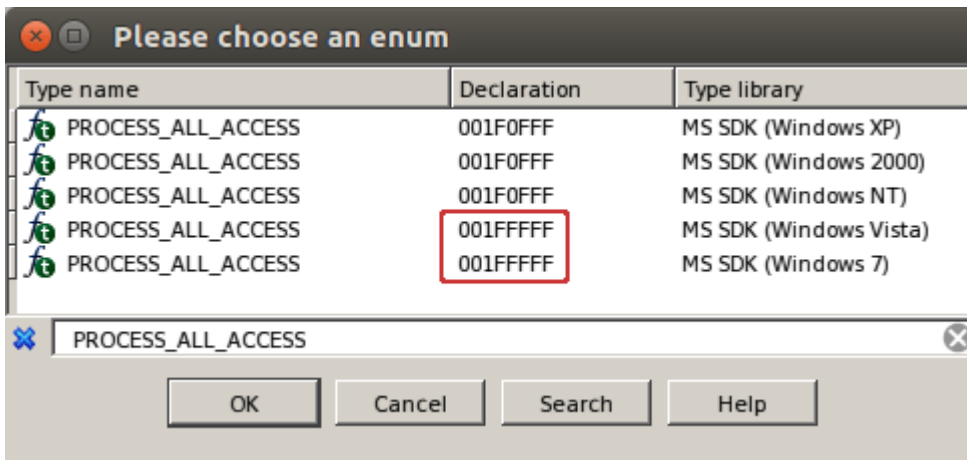 Please choose an enum
Type name Declaration Type library
PROCESS_ALL_ACCESS 001F0FFF MS SDK (Windows XP)
PROCESS_ALL_ACCESS 001F0FFF MS SDK (Windows 2000)
PROCESS_ALL_ACCESS 001F0FFF MS SDK (Windows NT)
PROCESS_ALL_ACCESS 001FFFFF MS SDK (Windows Vista)
PROCESS_ALL_ACCESS 001FFFFF MS SDK (Windows 7)
PROCESS_ALL_ACCESS
OK Cancel Search Help